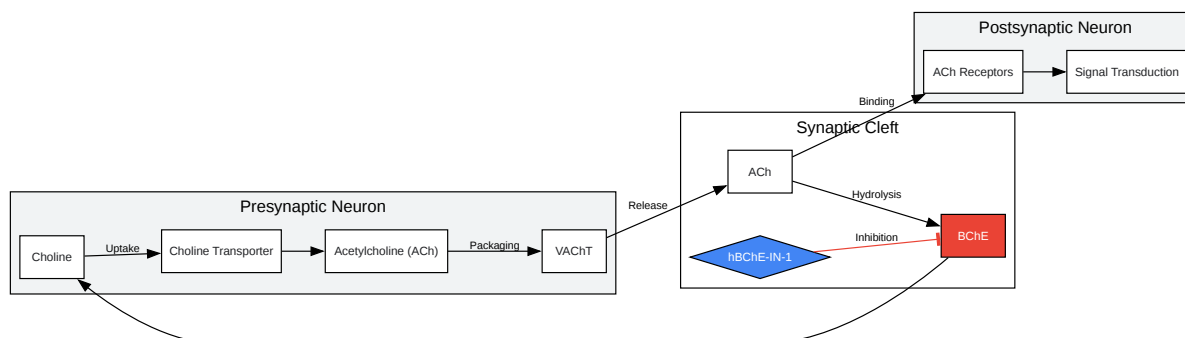 Postsynaptic Neuron
ACh Receptors
Signal Transduction
Binding
Synaptic Cleft
ACh
Hydrolysis
Release
Presynaptic Neuron
Choline
Uptake
Choline Transporter
Acetylcholine (ACh)
Packaging
VAChT
hBChE-IN-1
Inhibition
BChE